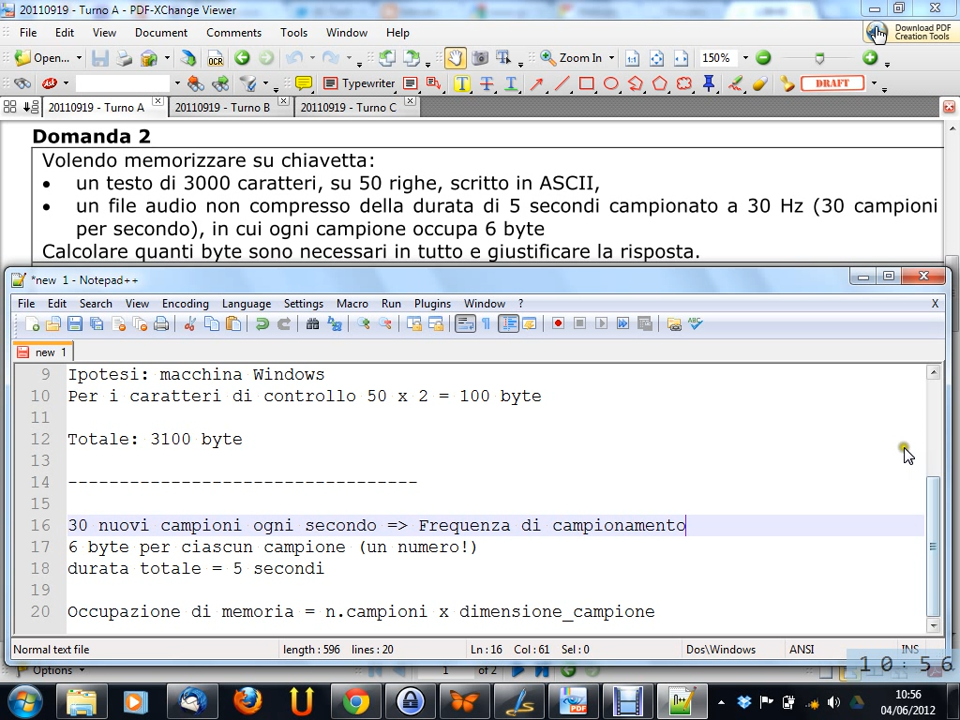 20110919 - Turno A - PDF-XChange Viewer
File Edit View Document Comments Tools Window Help
Download PDF
Creation Tools
Open... OCR Zoom In 150%
Typewriter T T T DRAFT
20110919 - Turno A 20110919 - Turno B 20110919 - Turno C
Domanda 2
Volendo memorizzare su chiavetta:
• un testo di 3000 caratteri, su 50 righe, scritto in ASCII,
• un file audio non compresso della durata di 5 secondi campionato a 30 Hz (30 campioni
per secondo), in cui ogni campione occupa 6 byte
Calcolare quanti byte sono necessari in tutto e giustificare la risposta.
*new 1 - Notepad++
File Edit Search View Encoding Language Settings Macro Run Plugins Window ? X
new 1
9 Ipotesi: macchina Windows
10 Per i caratteri di controllo 50 x 2 = 100 byte
11
12 Totale: 3100 byte
13
14 ----------------------------------
15
16 30 nuovi campioni ogni secondo => Frequenza di campionamento
17 6 byte per ciascun campione (un numero!)
18 durata totale = 5 secondi
19
20 Occupazione di memoria = n.campioni x dimensione_campione
Normal text file length : 596 lines : 20 Ln : 16 Col : 61 Sel : 0 Dos\Windows ANSI INS
10:56
Options 1 of 2
10:56
04/06/2012